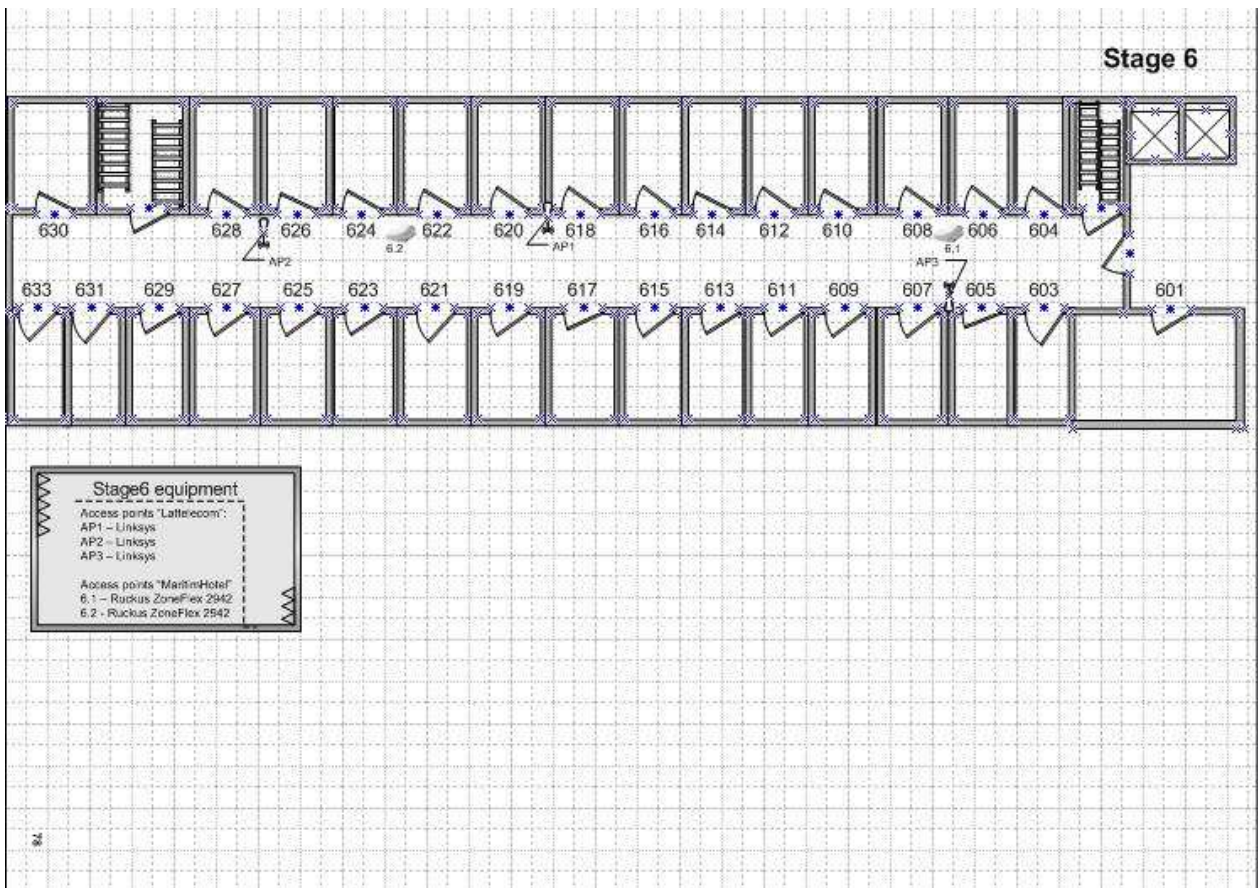 Stage 6
630 628 626 624 622 620 618 616 614 612 610 608 606 604
6.2 AP1 6.1
AP2 AP3
633 631 629 627 625 623 621 619 617 615 613 611 609 607 605 603 601
Stage6 equipment
Access points "Lattelecom":
AP1 – Linksys
AP2 – Linksys
AP3 – Linksys
Access points "MaritimHotel"
6.1 – Ruckus ZoneFlex 2942
6.2 - Ruckus ZoneFlex 2942
78